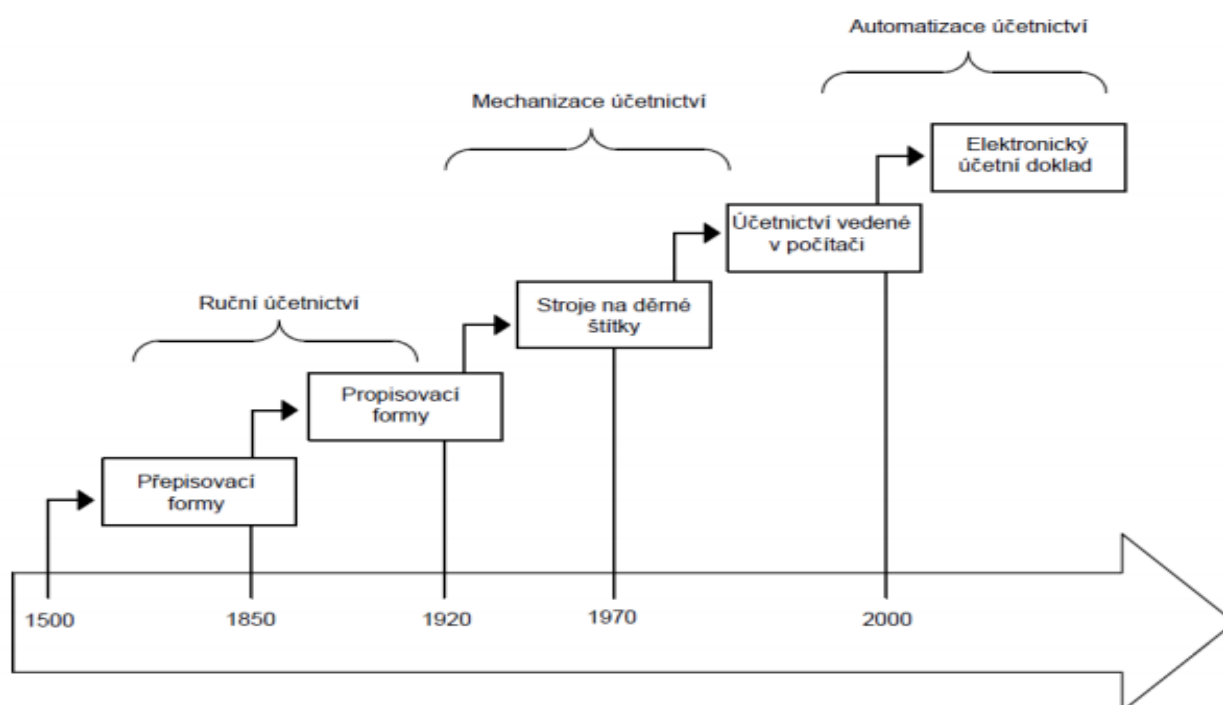 Automatizace účetnictví
Mechanizace účetnictví
Elektronický
účetní doklad
Účetnictví vedené
v počítači
Ruční účetnictví
Stroje na děrné
štítky
Propisovací
formy
Přepisovací
formy
1500
1850
1920
1970
2000